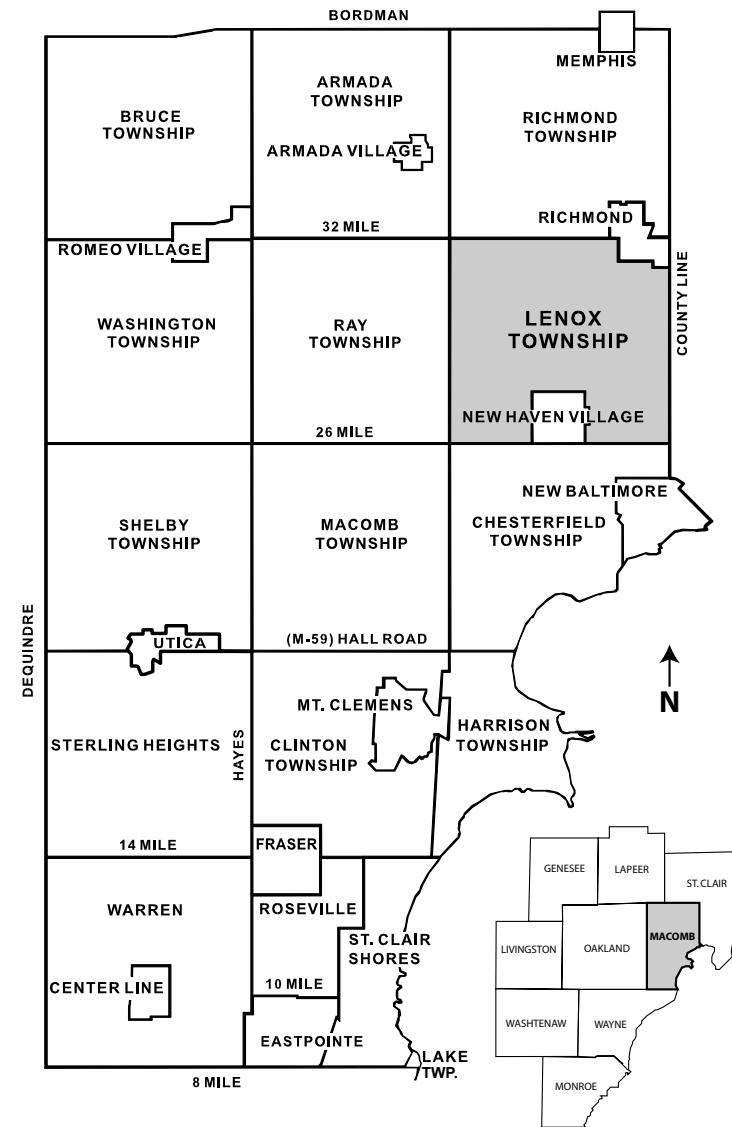 BORDMAN
MEMPHIS
ARMADA
TOWNSHIP
BRUCE
TOWNSHIP
RICHMOND
TOWNSHIP
ARMADA VILLAGE
RICHMOND
32 MILE
ROMEO VILLAGE
COUNTY LINE
WASHINGTON
TOWNSHIP
RAY
TOWNSHIP
LENOX
TOWNSHIP
NEW HAVEN VILLAGE
26 MILE
NEW BALTIMORE
SHELBY
TOWNSHIP
MACOMB
TOWNSHIP
CHESTERFIELD
TOWNSHIP
DEQUINDRE
UTICA
(M-59) HALL ROAD
N
MT. CLEMENS
HARRISON
TOWNSHIP
STERLING HEIGHTS
HAYES
CLINTON
TOWNSHIP
14 MILE
FRASER
WARREN
ROSEVILLE
ST. CLAIR
SHORES
CENTER LINE
10 MILE
EASTPOINTE
LAKE
TWP.
8 MILE
GENESEE
LAPEER
ST. CLAIR
LIVINGSTON
OAKLAND
MACOMB
WASHTENAW
WAYNE
MONROE